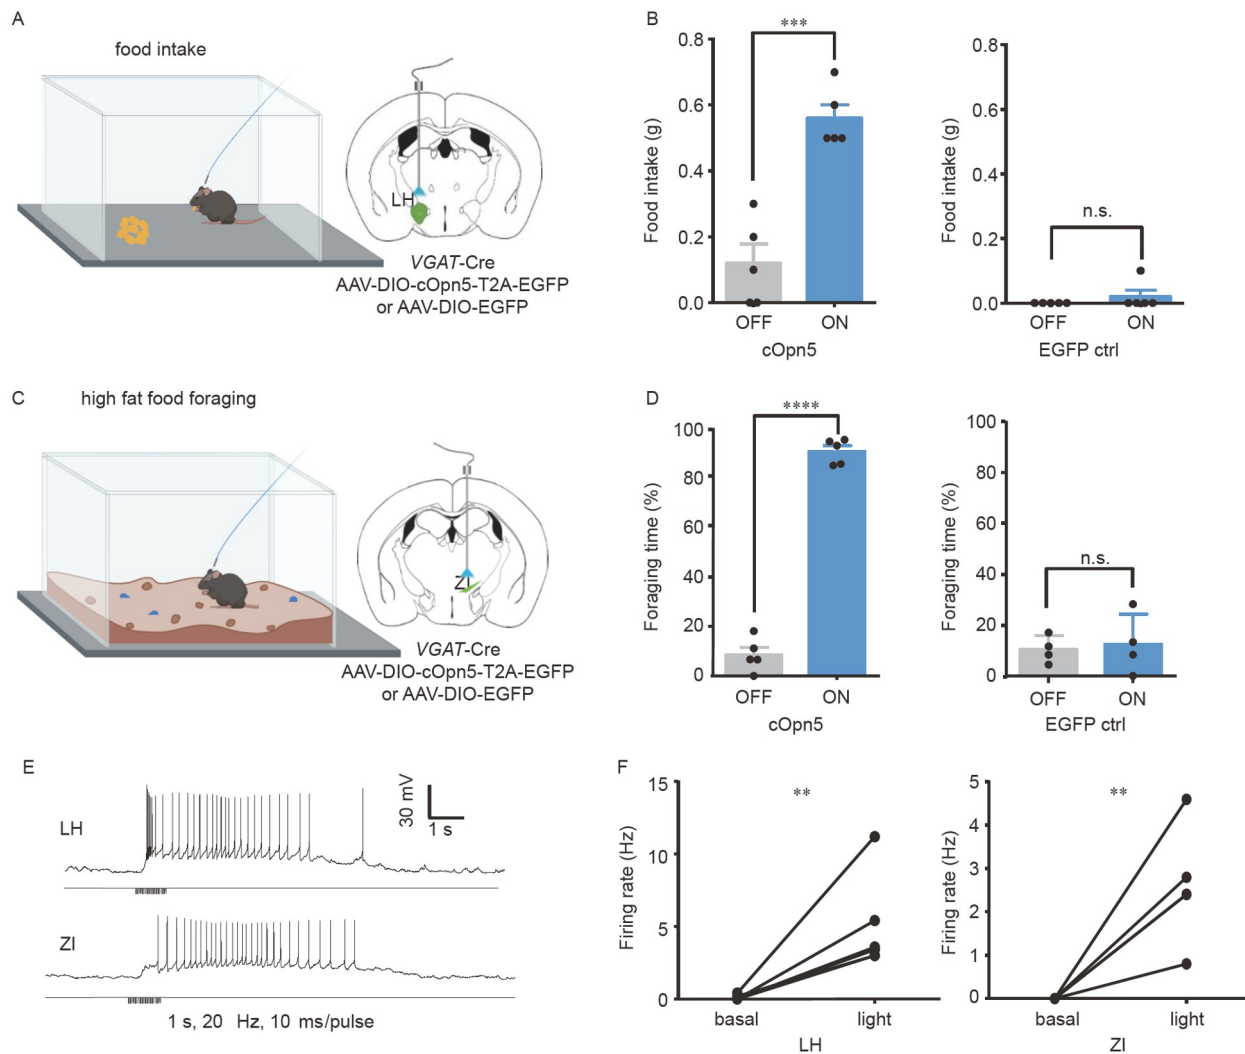 A
food intake
LH
VGAT-Cre
AAV-DIO-cOpn5-T2A-EGFP
or AAV-DIO-EGFP
B
***
Food intake (g)
0.8
0.6
0.4
0.2
0.0
OFF
ON
cOpn5
n.s.
Food intake (g)
0.8
0.6
0.4
0.2
0.0
OFF
ON
EGFP ctrl
C
high fat food foraging
ZI
VGAT-Cre
AAV-DIO-cOpn5-T2A-EGFP
or AAV-DIO-EGFP
D
****
Foraging time (%)
100
80
60
40
20
0
OFF
ON
cOpn5
n.s.
Foraging time (%)
100
80
60
40
20
0
OFF
ON
EGFP ctrl
E
LH
30 mV
1 s
ZI
1 s, 20 Hz, 10 ms/pulse
F
**
Firing rate (Hz)
15
10
5
0
basal
light
LH
**
Firing rate (Hz)
5
4
3
2
1
0
basal
light
ZI